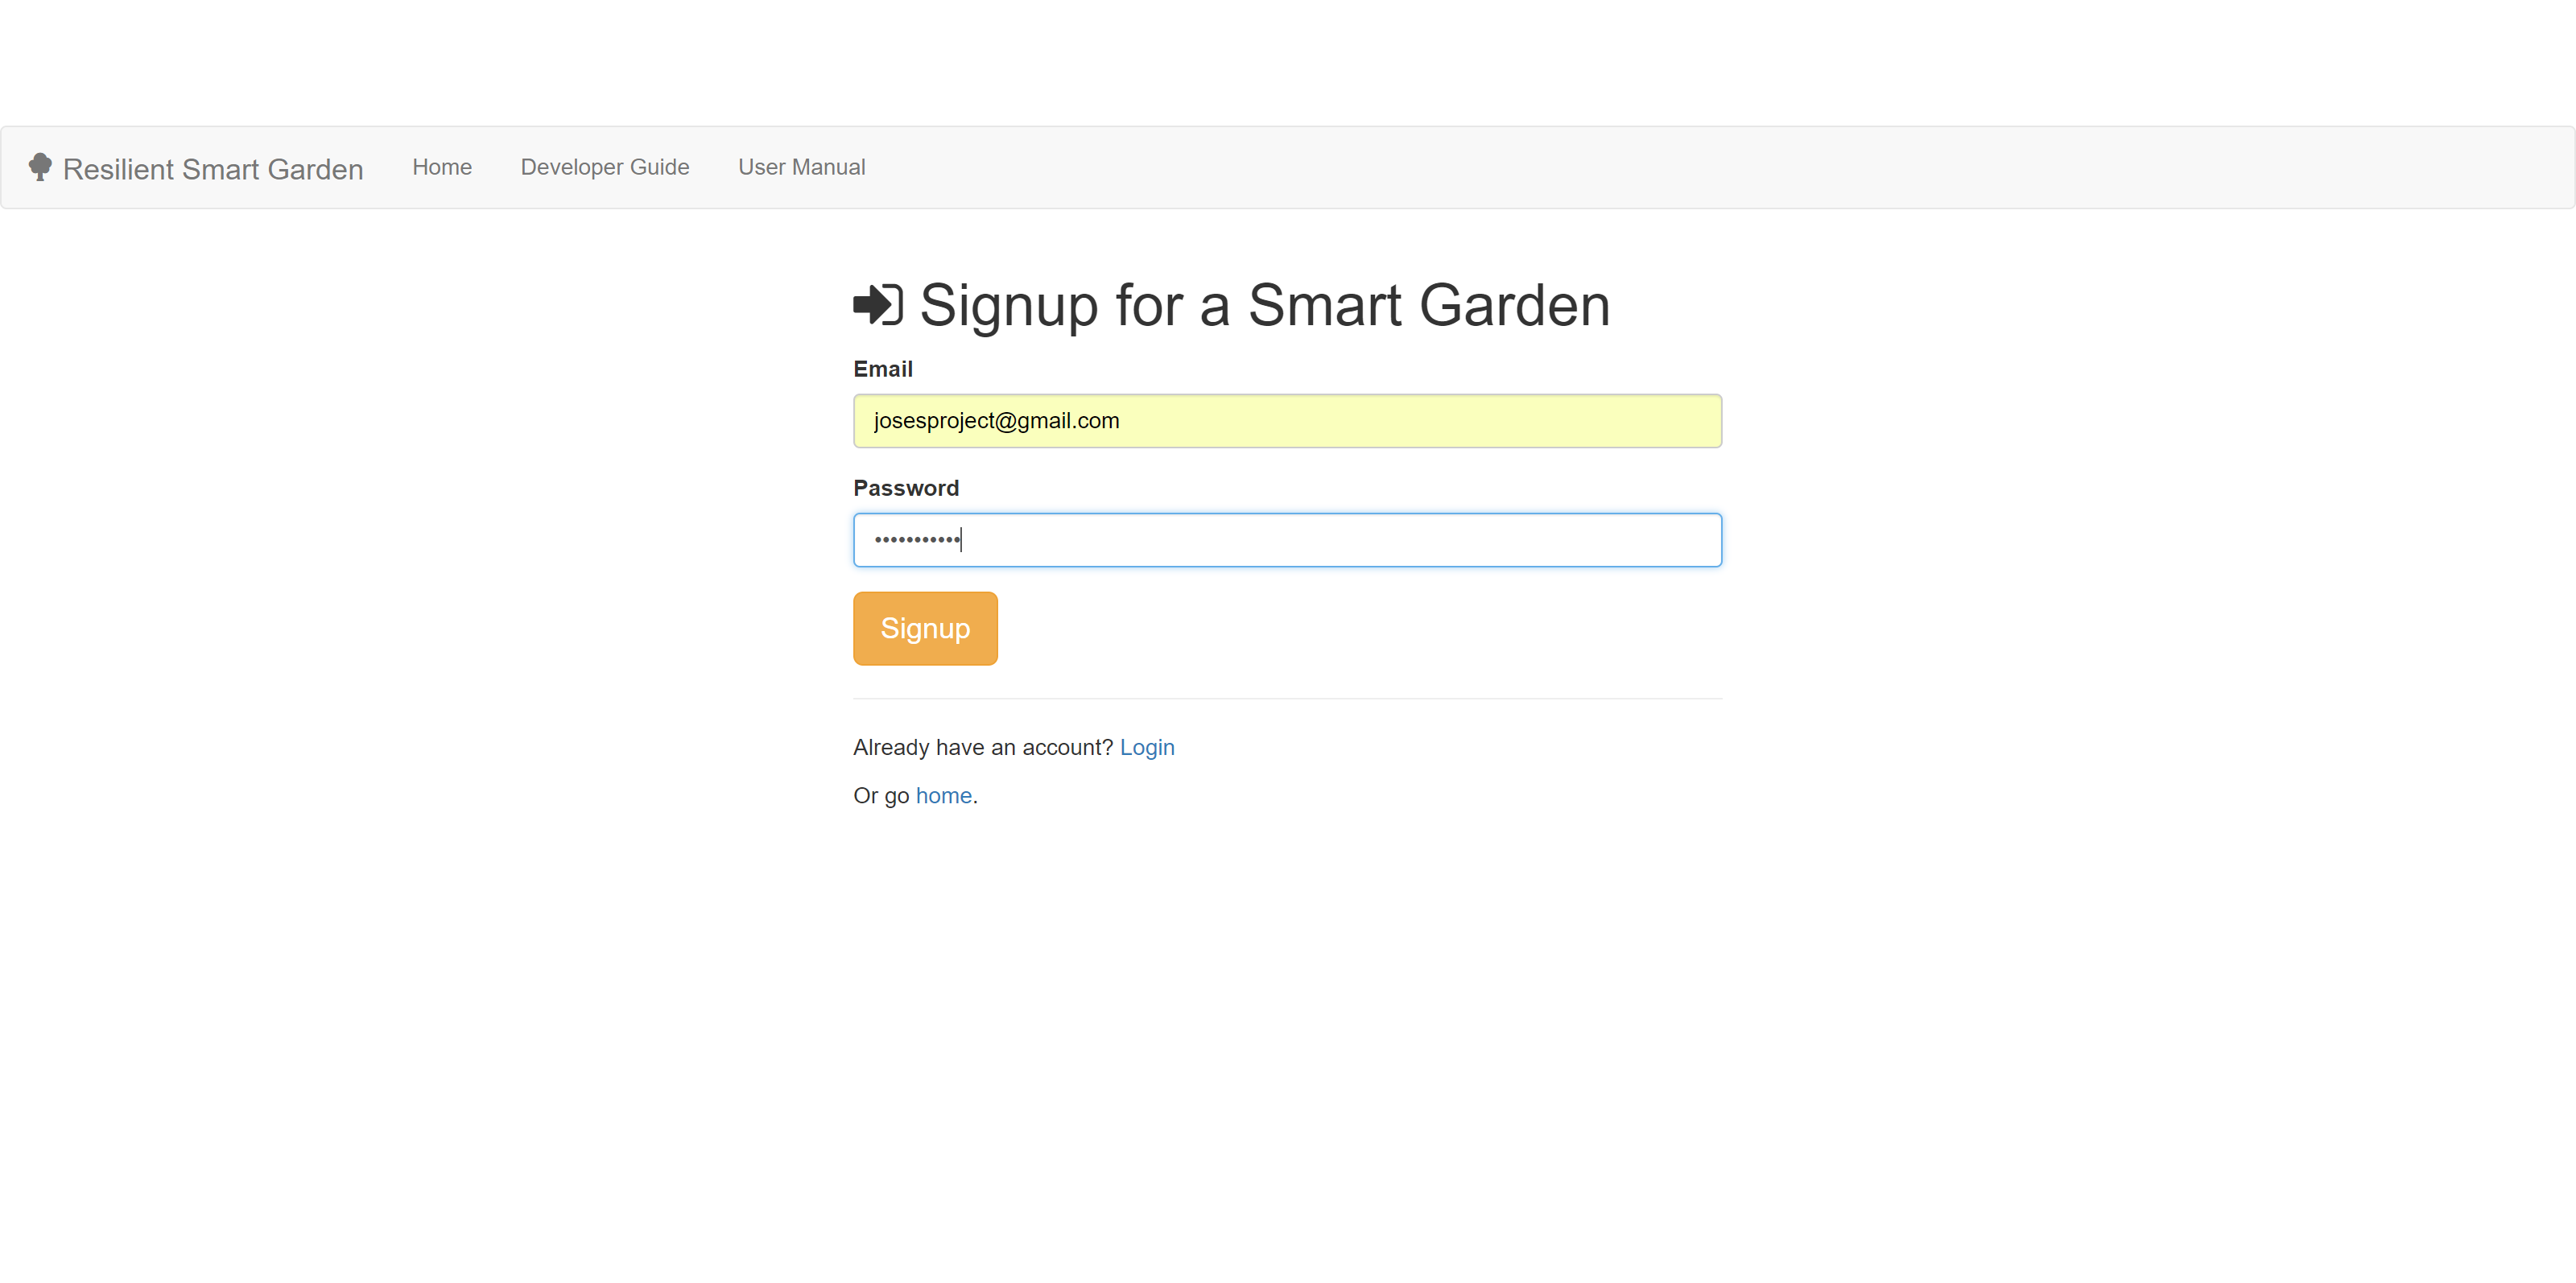 Resilient Smart Garden Home Developer Guide User Manual
Signup for a Smart Garden
Email
josesproject@gmail.com
Password
•••••••••••
Signup
Already have an account? Login
Or go home.